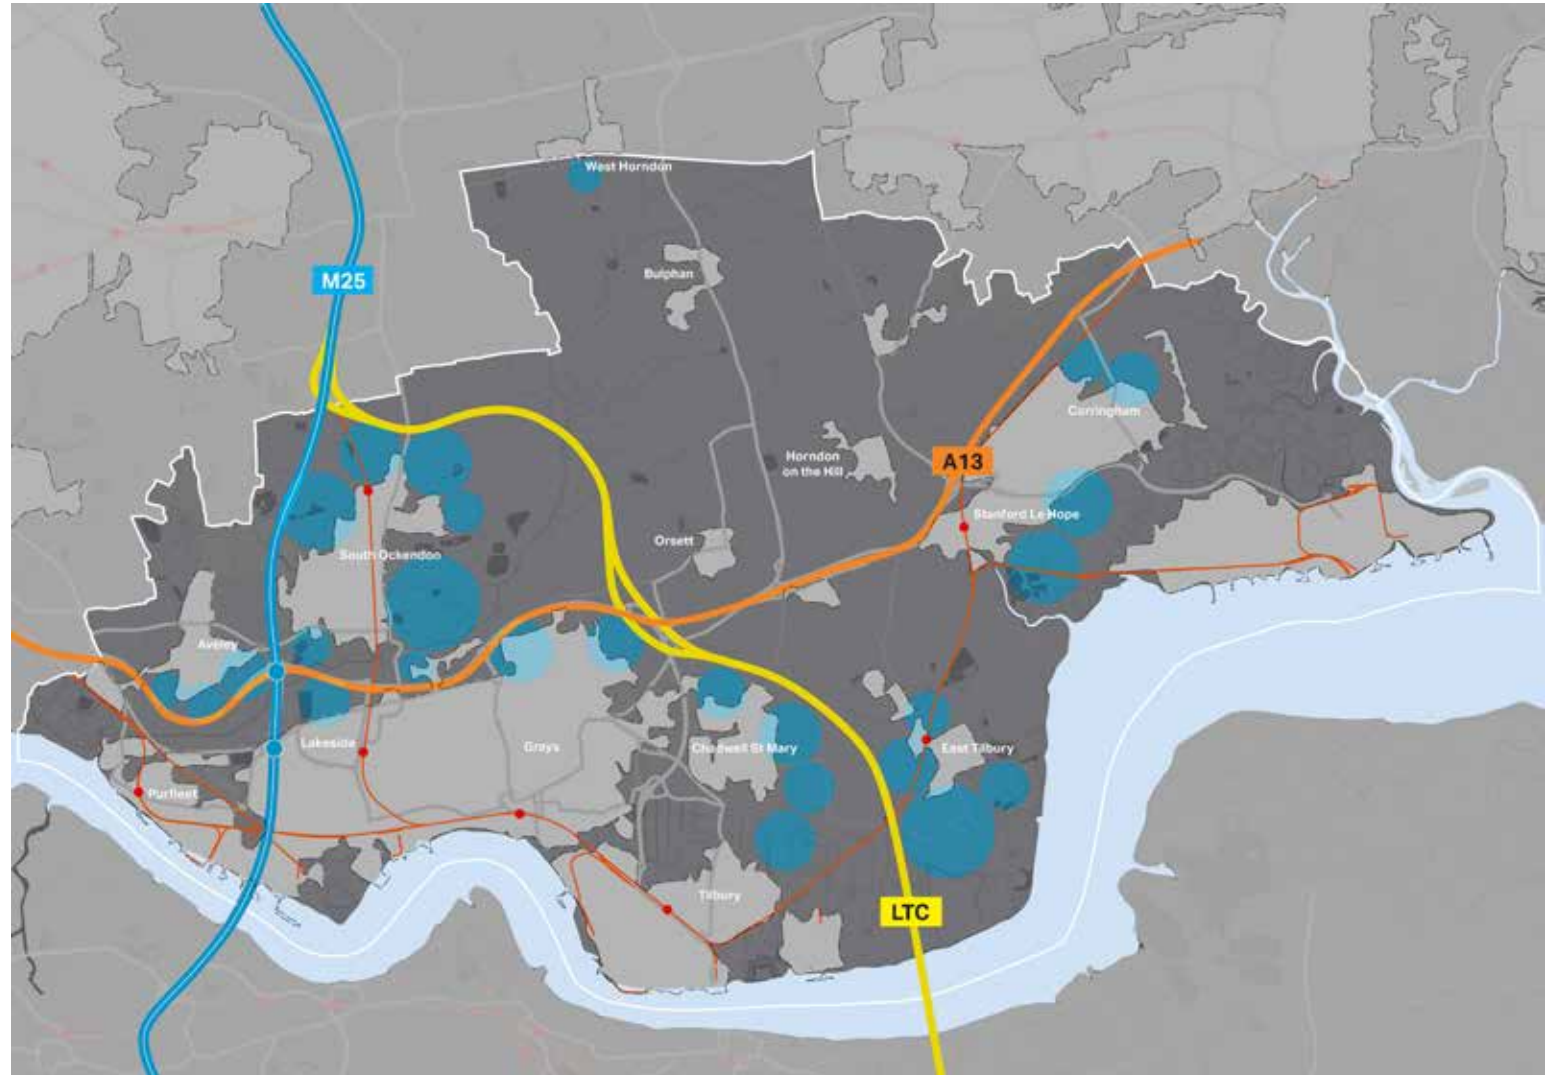 West Horndon
Bulphan
M25
Corringham
A13
Horndon
on the Hill
Stanford Le Hope
Orsett
South Ockendon
Aveley
Lakeside
Grays
Chadwell St Mary
East Tilbury
Purfleet
Tilbury
LTC